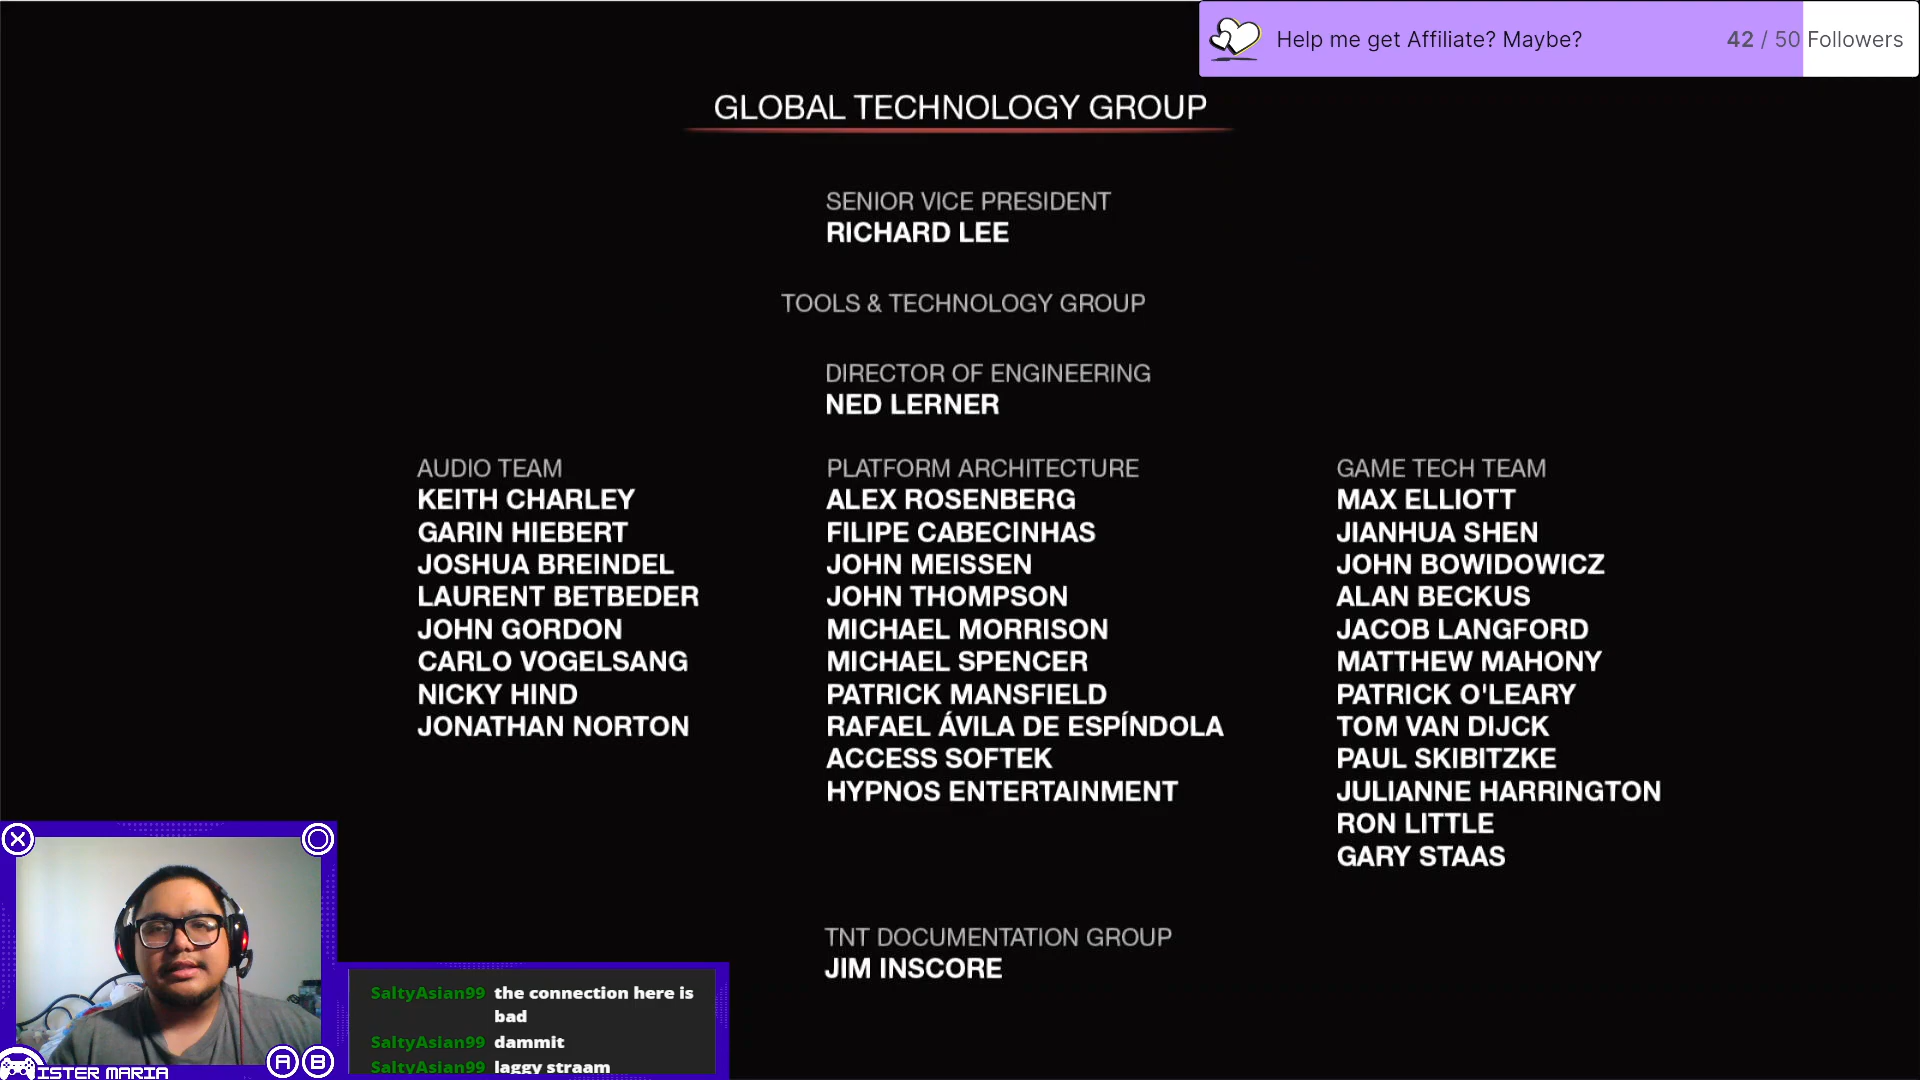 Help me get Affiliate? Maybe?
42 / 50 Followers
GLOBAL TECHNOLOGY GROUP
SENIOR VICE PRESIDENT
RICHARD LEE
TOOLS & TECHNOLOGY GROUP
DIRECTOR OF ENGINEERING
NED LERNER
AUDIO TEAM
KEITH CHARLEY
GARIN HIEBERT
JOSHUA BREINDEL
LAURENT BETBEDER
JOHN GORDON
CARLO VOGELSANG
NICKY HIND
JONATHAN NORTON
PLATFORM ARCHITECTURE
ALEX ROSENBERG
FILIPE CABECINHAS
JOHN MEISSEN
JOHN THOMPSON
MICHAEL MORRISON
MICHAEL SPENCER
PATRICK MANSFIELD
RAFAEL ÁVILA DE ESPÍNDOLA
ACCESS SOFTEK
HYPNOS ENTERTAINMENT
GAME TECH TEAM
MAX ELLIOTT
JIANHUA SHEN
JOHN BOWIDOWICZ
ALAN BECKUS
JACOB LANGFORD
MATTHEW MAHONY
PATRICK O'LEARY
TOM VAN DIJCK
PAUL SKIBITZKE
JULIANNE HARRINGTON
RON LITTLE
GARY STAAS
TNT DOCUMENTATION GROUP
JIM INSCORE
SaltyAsian99 the connection here is
bad
SaltyAsian99 dammit
SaltyAsian99 laggy straam
A B
ISTER MARIA